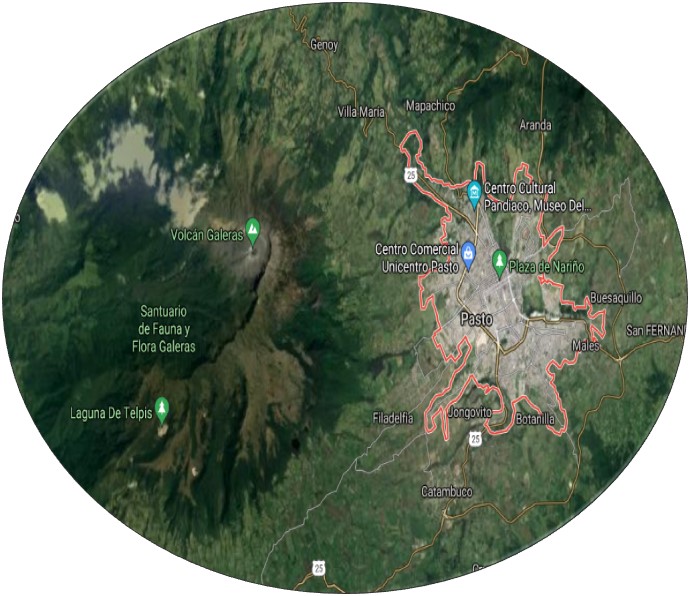 Genoy
Villa Maria
Mapachico
Aranda
25
Centro Cultural
Pandiaco, Museo Del...
Volcán Galeras
Centro Comercial
Unicentro Pasto
Plaza de Nariño
Buesaquillo
Santuario
de Fauna y
Flora Galeras
Pasto
San FERNAN
Males
Laguna De Telpis
Filadelfia
Jongovito
Botanilla
25
Catambuco
25